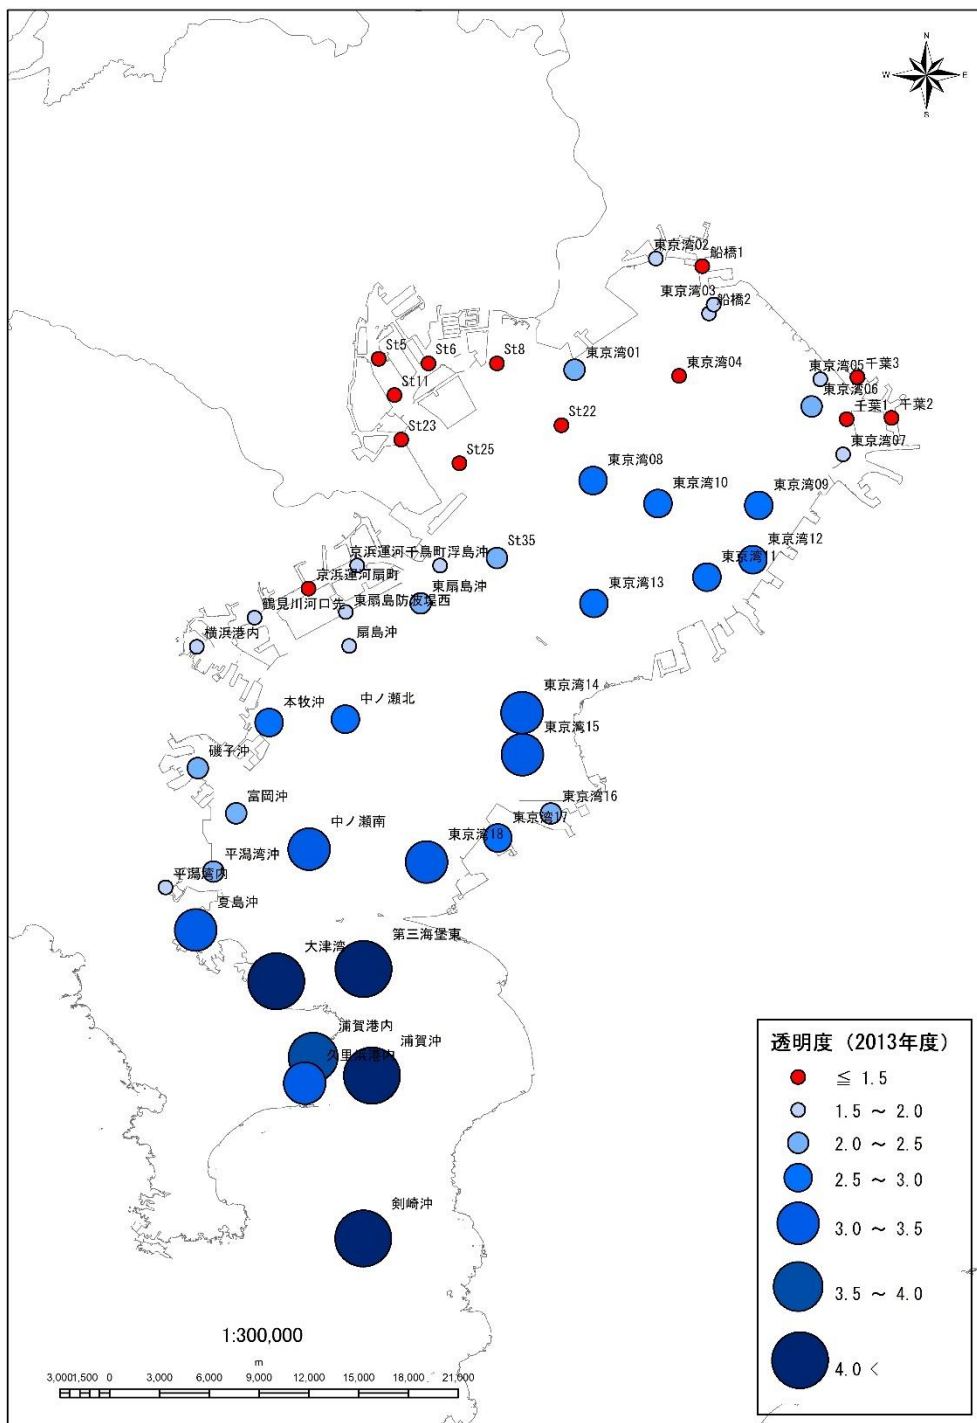 N
W
E
S
東京湾02
船橋1
東京湾03
船橋2
St5
St6
St8
東京湾01
東京湾04
東京湾05
千葉3
東京湾06
St11
千葉1
千葉2
St22
St23
St25
東京湾07
東京湾08
東京湾10
東京湾09
St35
東京湾12
東京湾11
京浜運河千鳥町
浮島沖
京浜運河扇町
東扇島沖
東京湾13
鶴見川河口先
東扇島防波堤西
横浜港内
扇島沖
本牧沖
中ノ瀬北
東京湾14
東京湾15
磯子沖
富岡沖
東京湾16
中ノ瀬南
東京湾17
東京湾18
平潟湾沖
平潟湾内
夏島沖
大津湾
第三海堡東
浦賀港内
浦賀沖
久里浜港内
剣崎沖
透明度（2013年度）
≦ 1.5
1.5 ～ 2.0
2.0 ～ 2.5
2.5 ～ 3.0
3.0 ～ 3.5
3.5 ～ 4.0
4.0 <
1:300,000
m
3,000 1,500 0 3,000 6,000 9,000 12,000 15,000 18,000 21,000